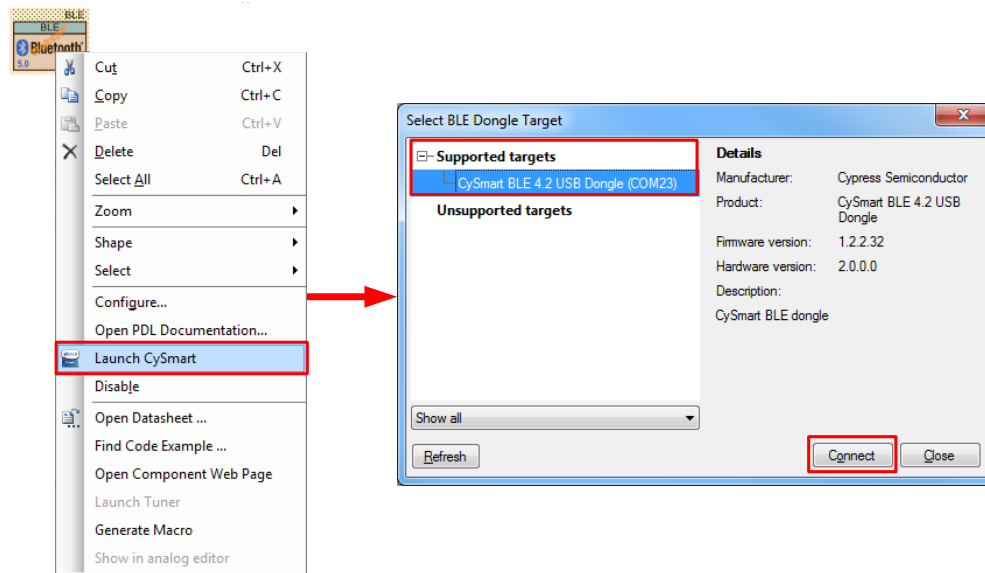 BLE
BLE
Bluetooth
5.0
Cut Ctrl+X
Copy Ctrl+C
Paste Ctrl+V
Delete Del
Select All Ctrl+A
Zoom
Shape
Select
Configure...
Open PDL Documentation...
Launch CySmart
Disable
Open Datasheet ...
Find Code Example ...
Open Component Web Page
Launch Tuner
Generate Macro
Show in analog editor
Select BLE Dongle Target
Supported targets
CySmart BLE 4.2 USB Dongle (COM23)
Unsupported targets
Show all
Refresh
Details
Manufacturer: Cypress Semiconductor
Product: CySmart BLE 4.2 USB
Dongle
Firmware version: 1.2.2.32
Hardware version: 2.0.0.0
Description:
CySmart BLE dongle
Connect Close